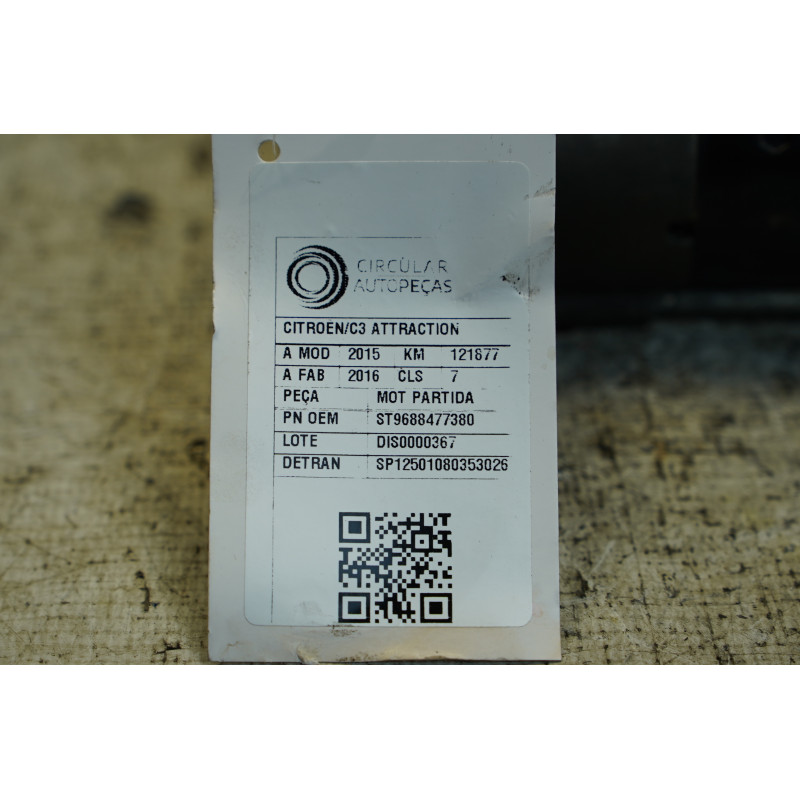 CIRCULAR
AUTOPEÇAS
CITROEN/C3 ATTRACTION
A MOD 2015 KM 121877
A FAB 2016 CLS 7
PEÇA MOT PARTIDA
PN OEM ST9688477380
LOTE DIS0000367
DETRAN SP12501080353026